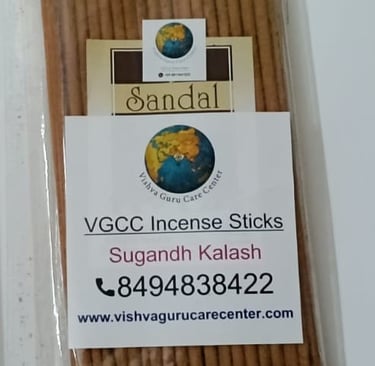 Sandal
Vishva Guru Care Center
VGCC Incense Sticks
Sugandh Kalash
8494838422
www.vishvagurucarecenter.com